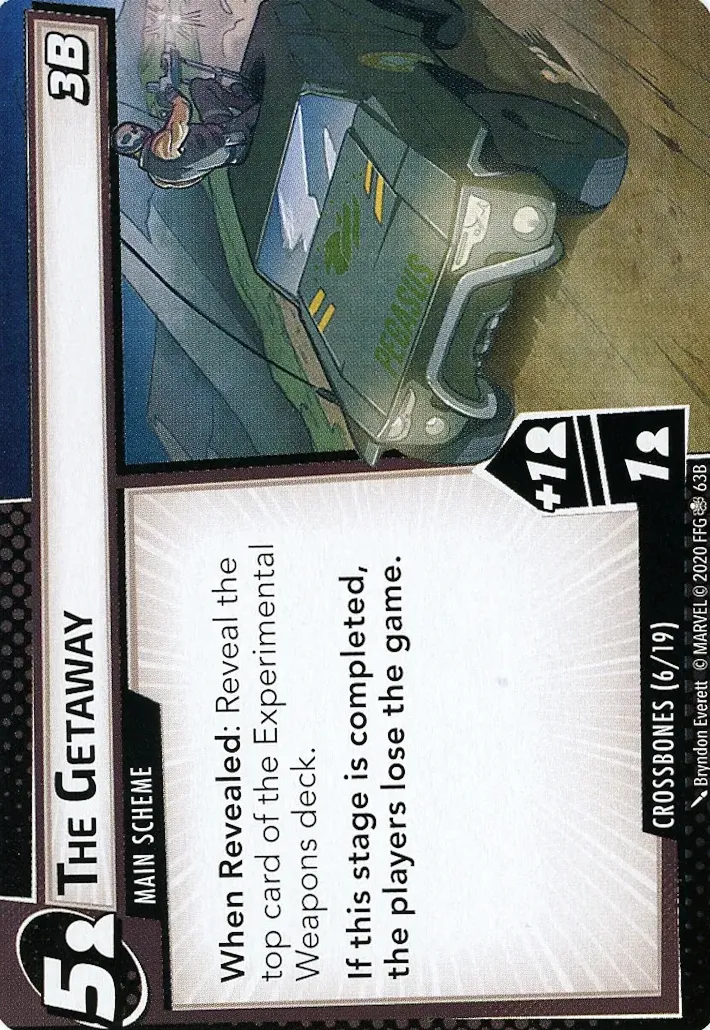 5
THE GETAWAY
3B
MAIN SCHEME
PEGASUS
When Revealed: Reveal the
top card of the Experimental
Weapons deck.
If this stage is completed,
the players lose the game.
+1
1
CROSSBONES (6/19)
Bryndon Everett © MARVEL © 2020 FFG 63B